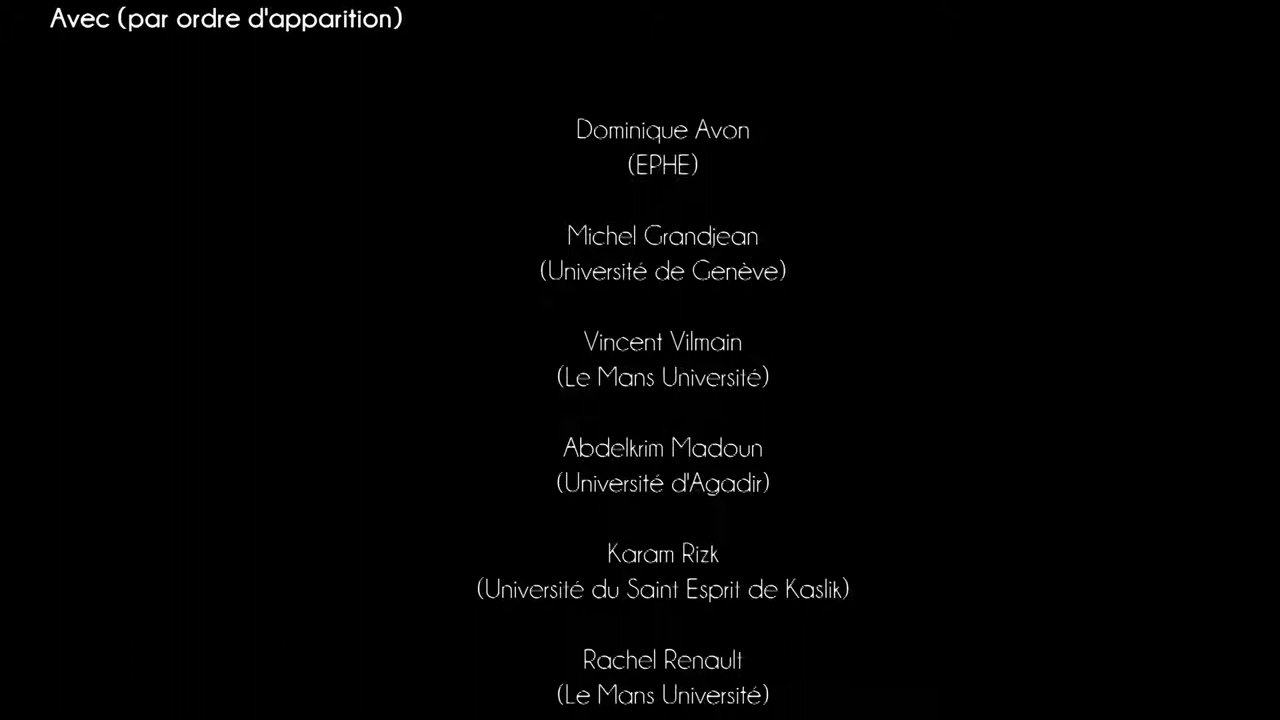 Avec (par ordre d'apparition)
Dominique Avon
(EPHE)
Michel Grandjean
(Université de Genève)
Vincent Vilmain
(Le Mans Université)
Abdelkrim Madoun
(Université d'Agadir)
Karam Rizk
(Université du Saint Esprit de Kaslik)
Rachel Renault
(Le Mans Université)